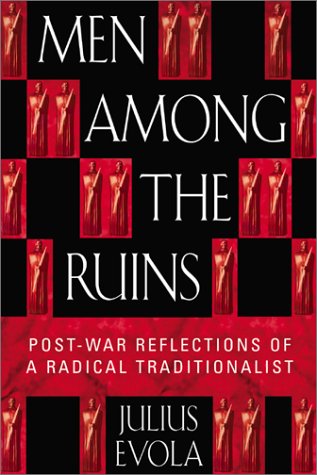 MEN
AMONG
THE
RUINS
POST-WAR REFLECTIONS OF
A RADICAL TRADITIONALIST
JULIUS
EVOLA